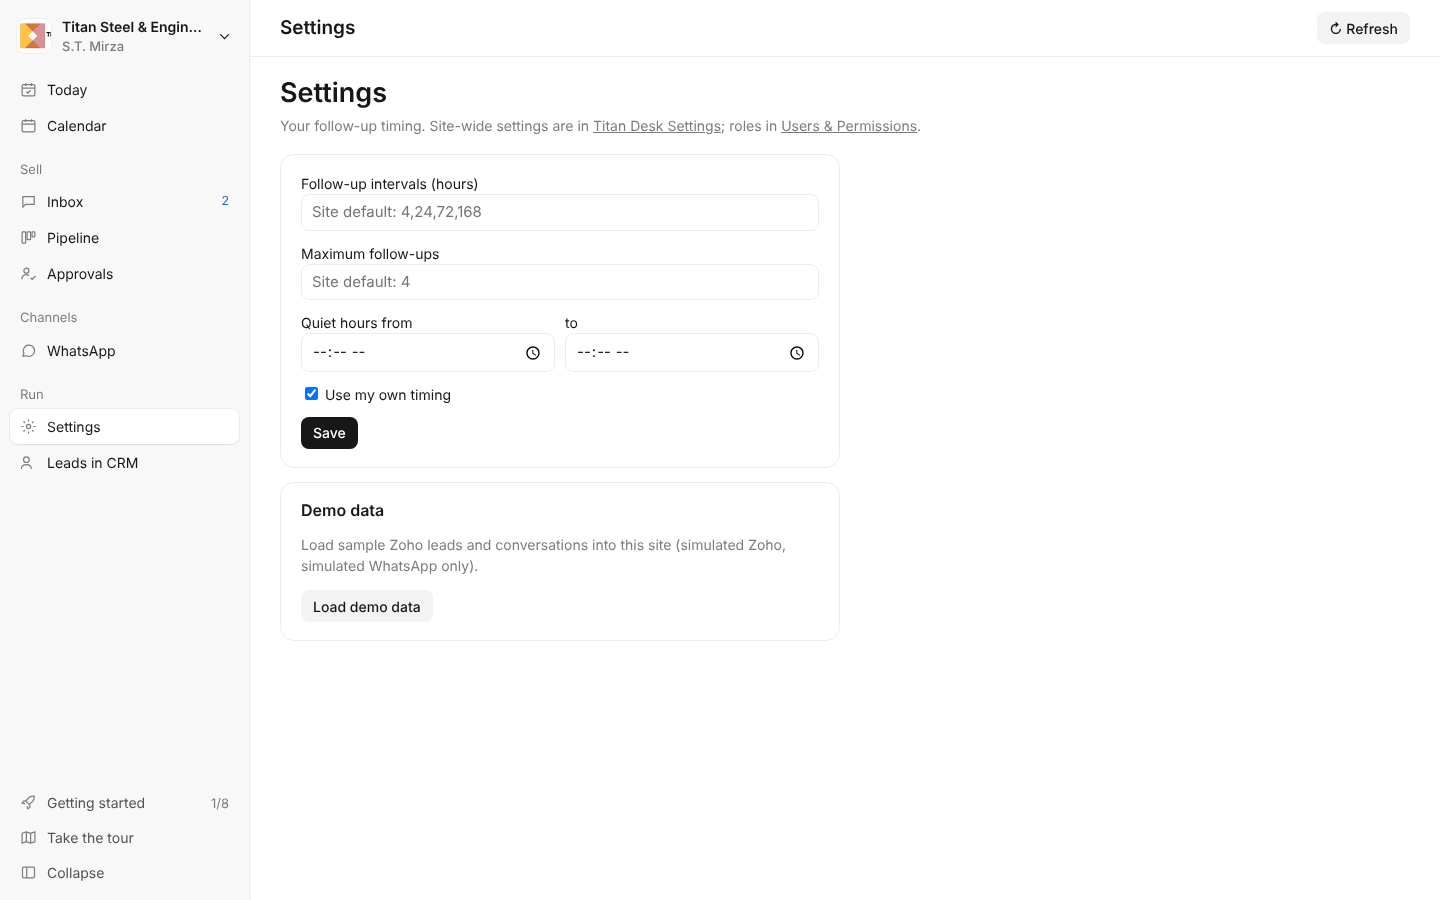 Titan Steel & Engin...
S.T. Mirza
Today
Calendar
Sell
Inbox 2
Pipeline
Approvals
Channels
WhatsApp
Run
Settings
Leads in CRM
Getting started 1/8
Take the tour
Collapse
Settings
Refresh
Settings
Your follow-up timing. Site-wide settings are in Titan Desk Settings; roles in Users & Permissions.
Follow-up intervals (hours)
Site default: 4,24,72,168
Maximum follow-ups
Site default: 4
Quiet hours from to
--:-- -- --:-- --
Use my own timing
Save
Demo data
Load sample Zoho leads and conversations into this site (simulated Zoho,
simulated WhatsApp only).
Load demo data